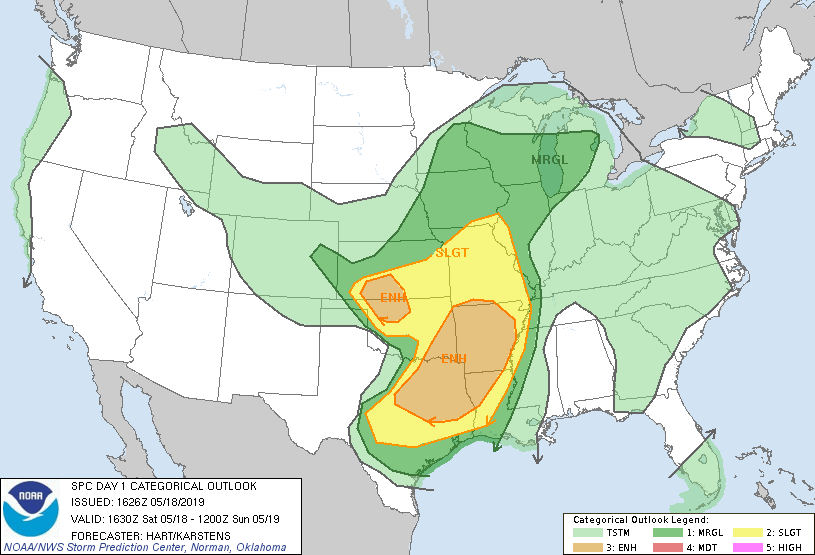 MRGL
SLGT
ENH
ENH
NOAA
SPC DAY 1 CATEGORICAL OUTLOOK
ISSUED: 1626Z 05/18/2019
VALID: 1630Z Sat 05/18 - 1200Z Sun 05/19
FORECASTER: HART/KARSTENS
NOAA/NWS Storm Prediction Center, Norman, Oklahoma
Categorical Outlook Legend:
TSTM 1: MRGL 2: SLGT
3: ENH 4: MDT 5: HIGH